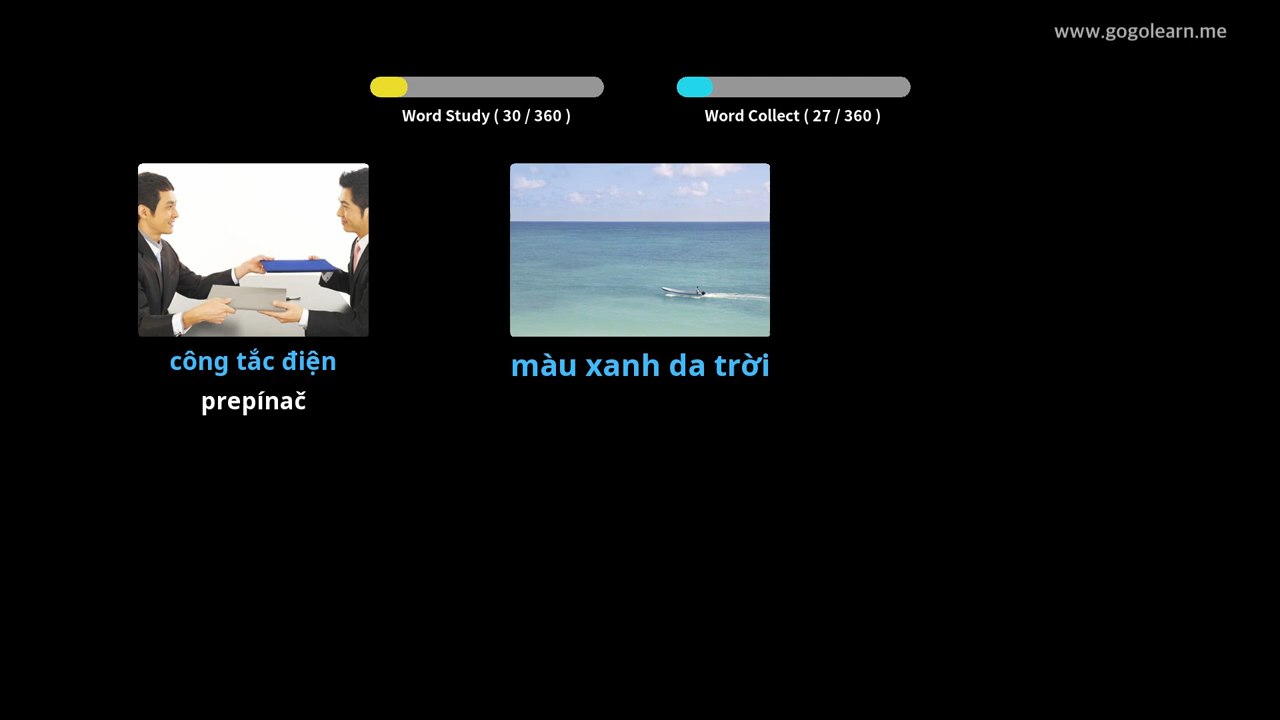 www.gogolearn.me
Word Study ( 30 / 360 )
Word Collect ( 27 / 360 )
công tắc điện
prepínač
màu xanh da trời